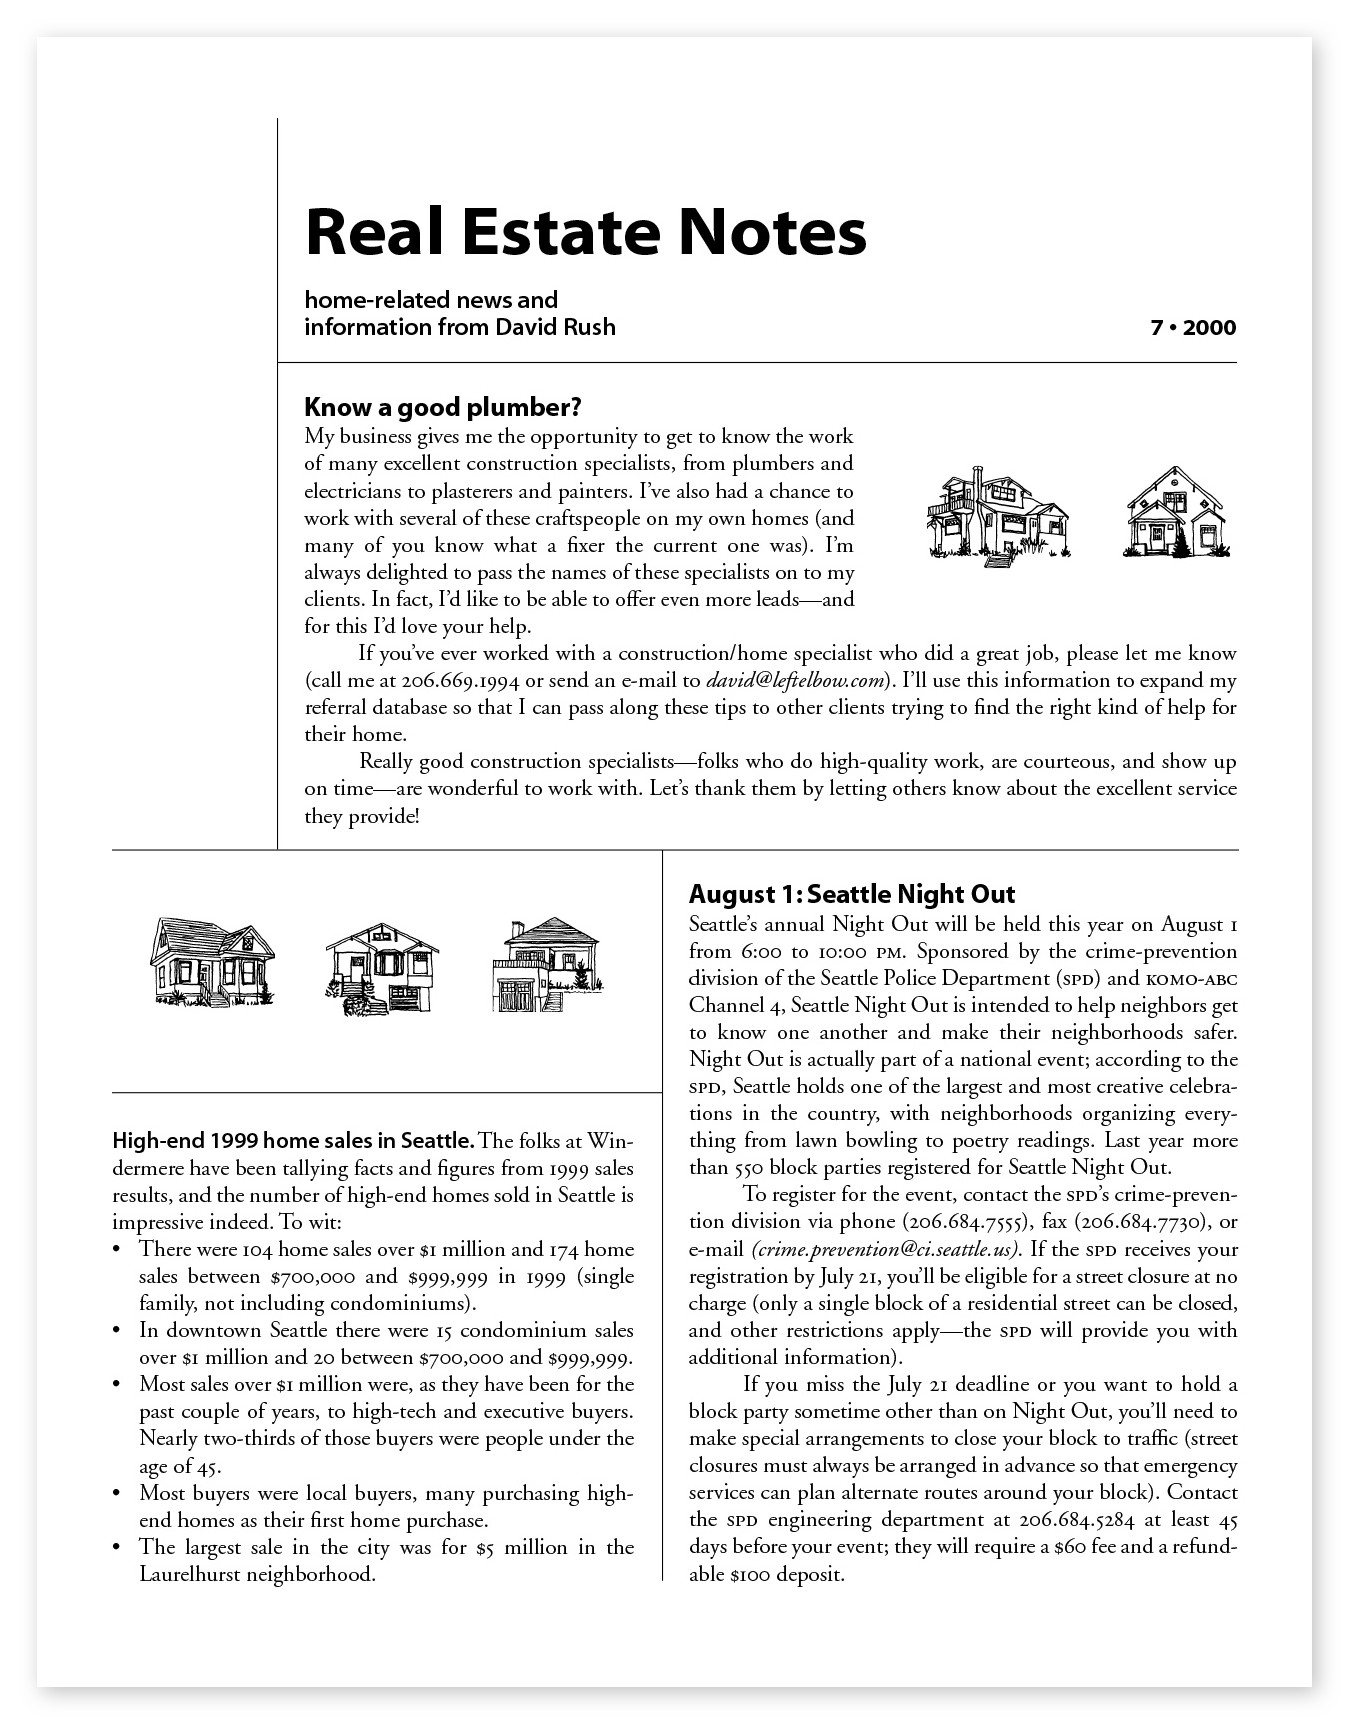 Real Estate Notes
home-related news and
information from David Rush
7 • 2000
Know a good plumber?
My business gives me the opportunity to get to know the work
of many excellent construction specialists, from plumbers and
electricians to plasterers and painters. I’ve also had a chance to
work with several of these craftspeople on my own homes (and
many of you know what a fixer the current one was). I’m
always delighted to pass the names of these specialists on to my
clients. In fact, I’d like to be able to offer even more leads—and
for this I’d love your help.
If you’ve ever worked with a construction/home specialist who did a great job, please let me know
(call me at 206.669.1994 or send an e-mail to david@leftelbow.com). I’ll use this information to expand my
referral database so that I can pass along these tips to other clients trying to find the right kind of help for
their home.
Really good construction specialists—folks who do high-quality work, are courteous, and show up
on time—are wonderful to work with. Let’s thank them by letting others know about the excellent service
they provide!
High-end 1999 home sales in Seattle. The folks at Win-
dermere have been tallying facts and figures from 1999 sales
results, and the number of high-end homes sold in Seattle is
impressive indeed. To wit:
• There were 104 home sales over $1 million and 174 home
sales between $700,000 and $999,999 in 1999 (single
family, not including condominiums).
• In downtown Seattle there were 15 condominium sales
over $1 million and 20 between $700,000 and $999,999.
• Most sales over $1 million were, as they have been for the
past couple of years, to high-tech and executive buyers.
Nearly two-thirds of those buyers were people under the
age of 45.
• Most buyers were local buyers, many purchasing high-
end homes as their first home purchase.
• The largest sale in the city was for $5 million in the
Laurelhurst neighborhood.
August 1: Seattle Night Out
Seattle’s annual Night Out will be held this year on August 1
from 6:00 to 10:00 PM. Sponsored by the crime-prevention
division of the Seattle Police Department (SPD) and KOMO-ABC
Channel 4, Seattle Night Out is intended to help neighbors get
to know one another and make their neighborhoods safer.
Night Out is actually part of a national event; according to the
SPD, Seattle holds one of the largest and most creative celebra-
tions in the country, with neighborhoods organizing every-
thing from lawn bowling to poetry readings. Last year more
than 550 block parties registered for Seattle Night Out.
To register for the event, contact the SPD’s crime-preven-
tion division via phone (206.684.7555), fax (206.684.7730), or
e-mail (crime.prevention@ci.seattle.us). If the SPD receives your
registration by July 21, you’ll be eligible for a street closure at no
charge (only a single block of a residential street can be closed,
and other restrictions apply—the SPD will provide you with
additional information).
If you miss the July 21 deadline or you want to hold a
block party sometime other than on Night Out, you’ll need to
make special arrangements to close your block to traffic (street
closures must always be arranged in advance so that emergency
services can plan alternate routes around your block). Contact
the SPD engineering department at 206.684.5284 at least 45
days before your event; they will require a $60 fee and a refund-
able $100 deposit.